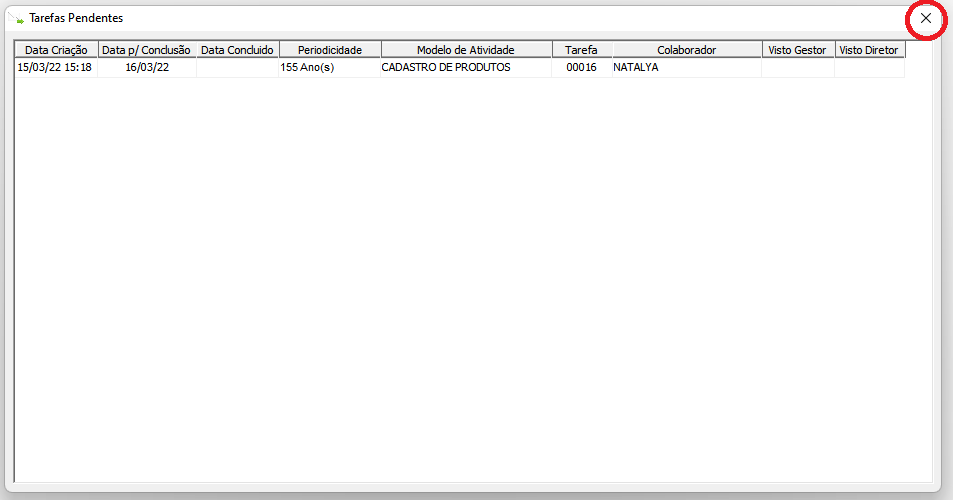 Tarefas Pendentes
Data Criação Data p/ Conclusão Data Concluido Periodicidade Modelo de Atividade Tarefa Colaborador Visto Gestor Visto Diretor
15/03/22 15:18 16/03/22 155 Ano(s) CADASTRO DE PRODUTOS 00016 NATALYA